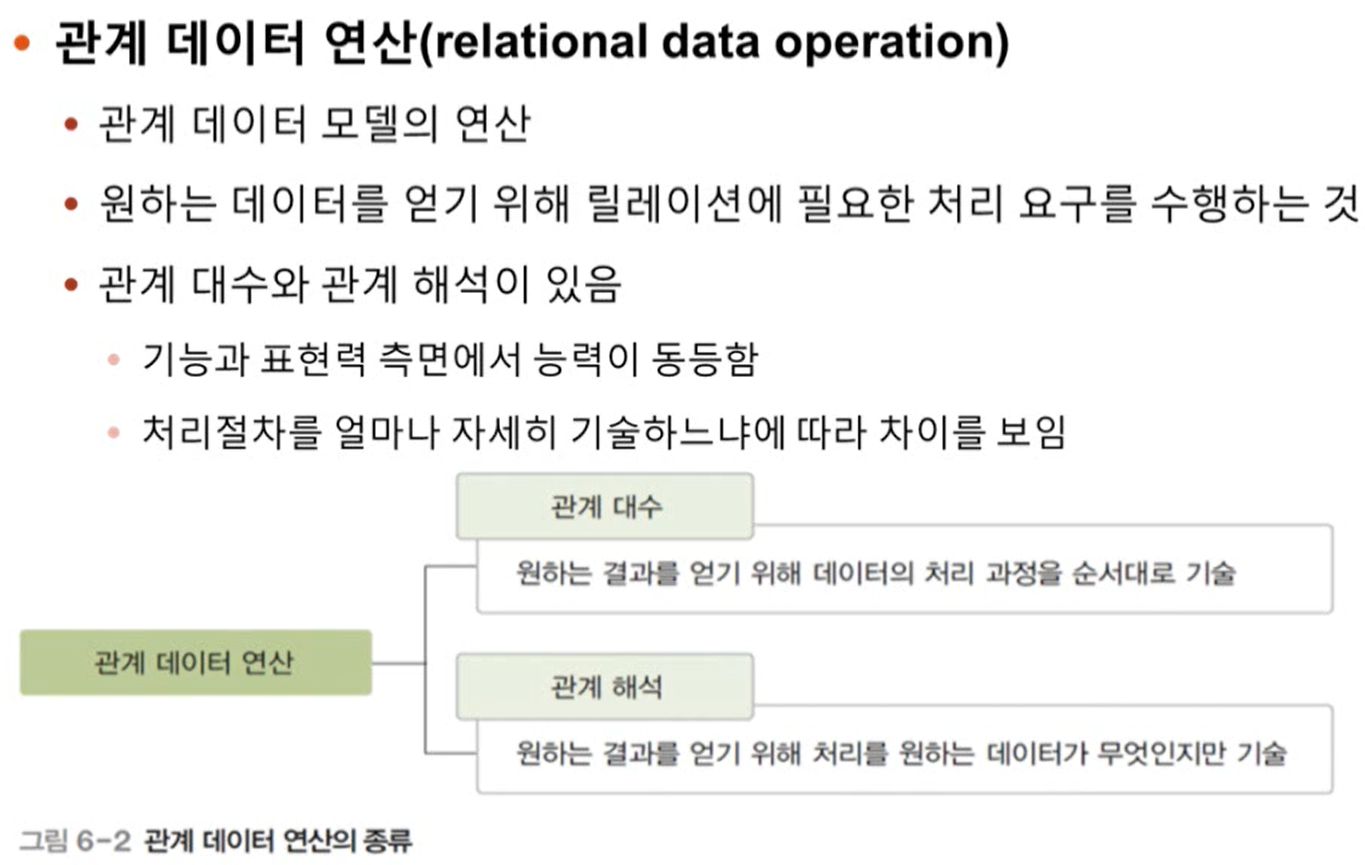 관계 데이터 연산(relational data operation)
관계 데이터 모델의 연산
원하는 데이터를 얻기 위해 릴레이션에 필요한 처리 요구를 수행하는 것
관계 대수와 관계 해석이 있음
기능과 표현력 측면에서 능력이 동등함
처리절차를 얼마나 자세히 기술하느냐에 따라 차이를 보임
관계 대수
원하는 결과를 얻기 위해 데이터의 처리 과정을 순서대로 기술
관계 데이터 연산
관계 해석
원하는 결과를 얻기 위해 처리를 원하는 데이터가 무엇인지만 기술
그림 6-2 관계 데이터 연산의 종류